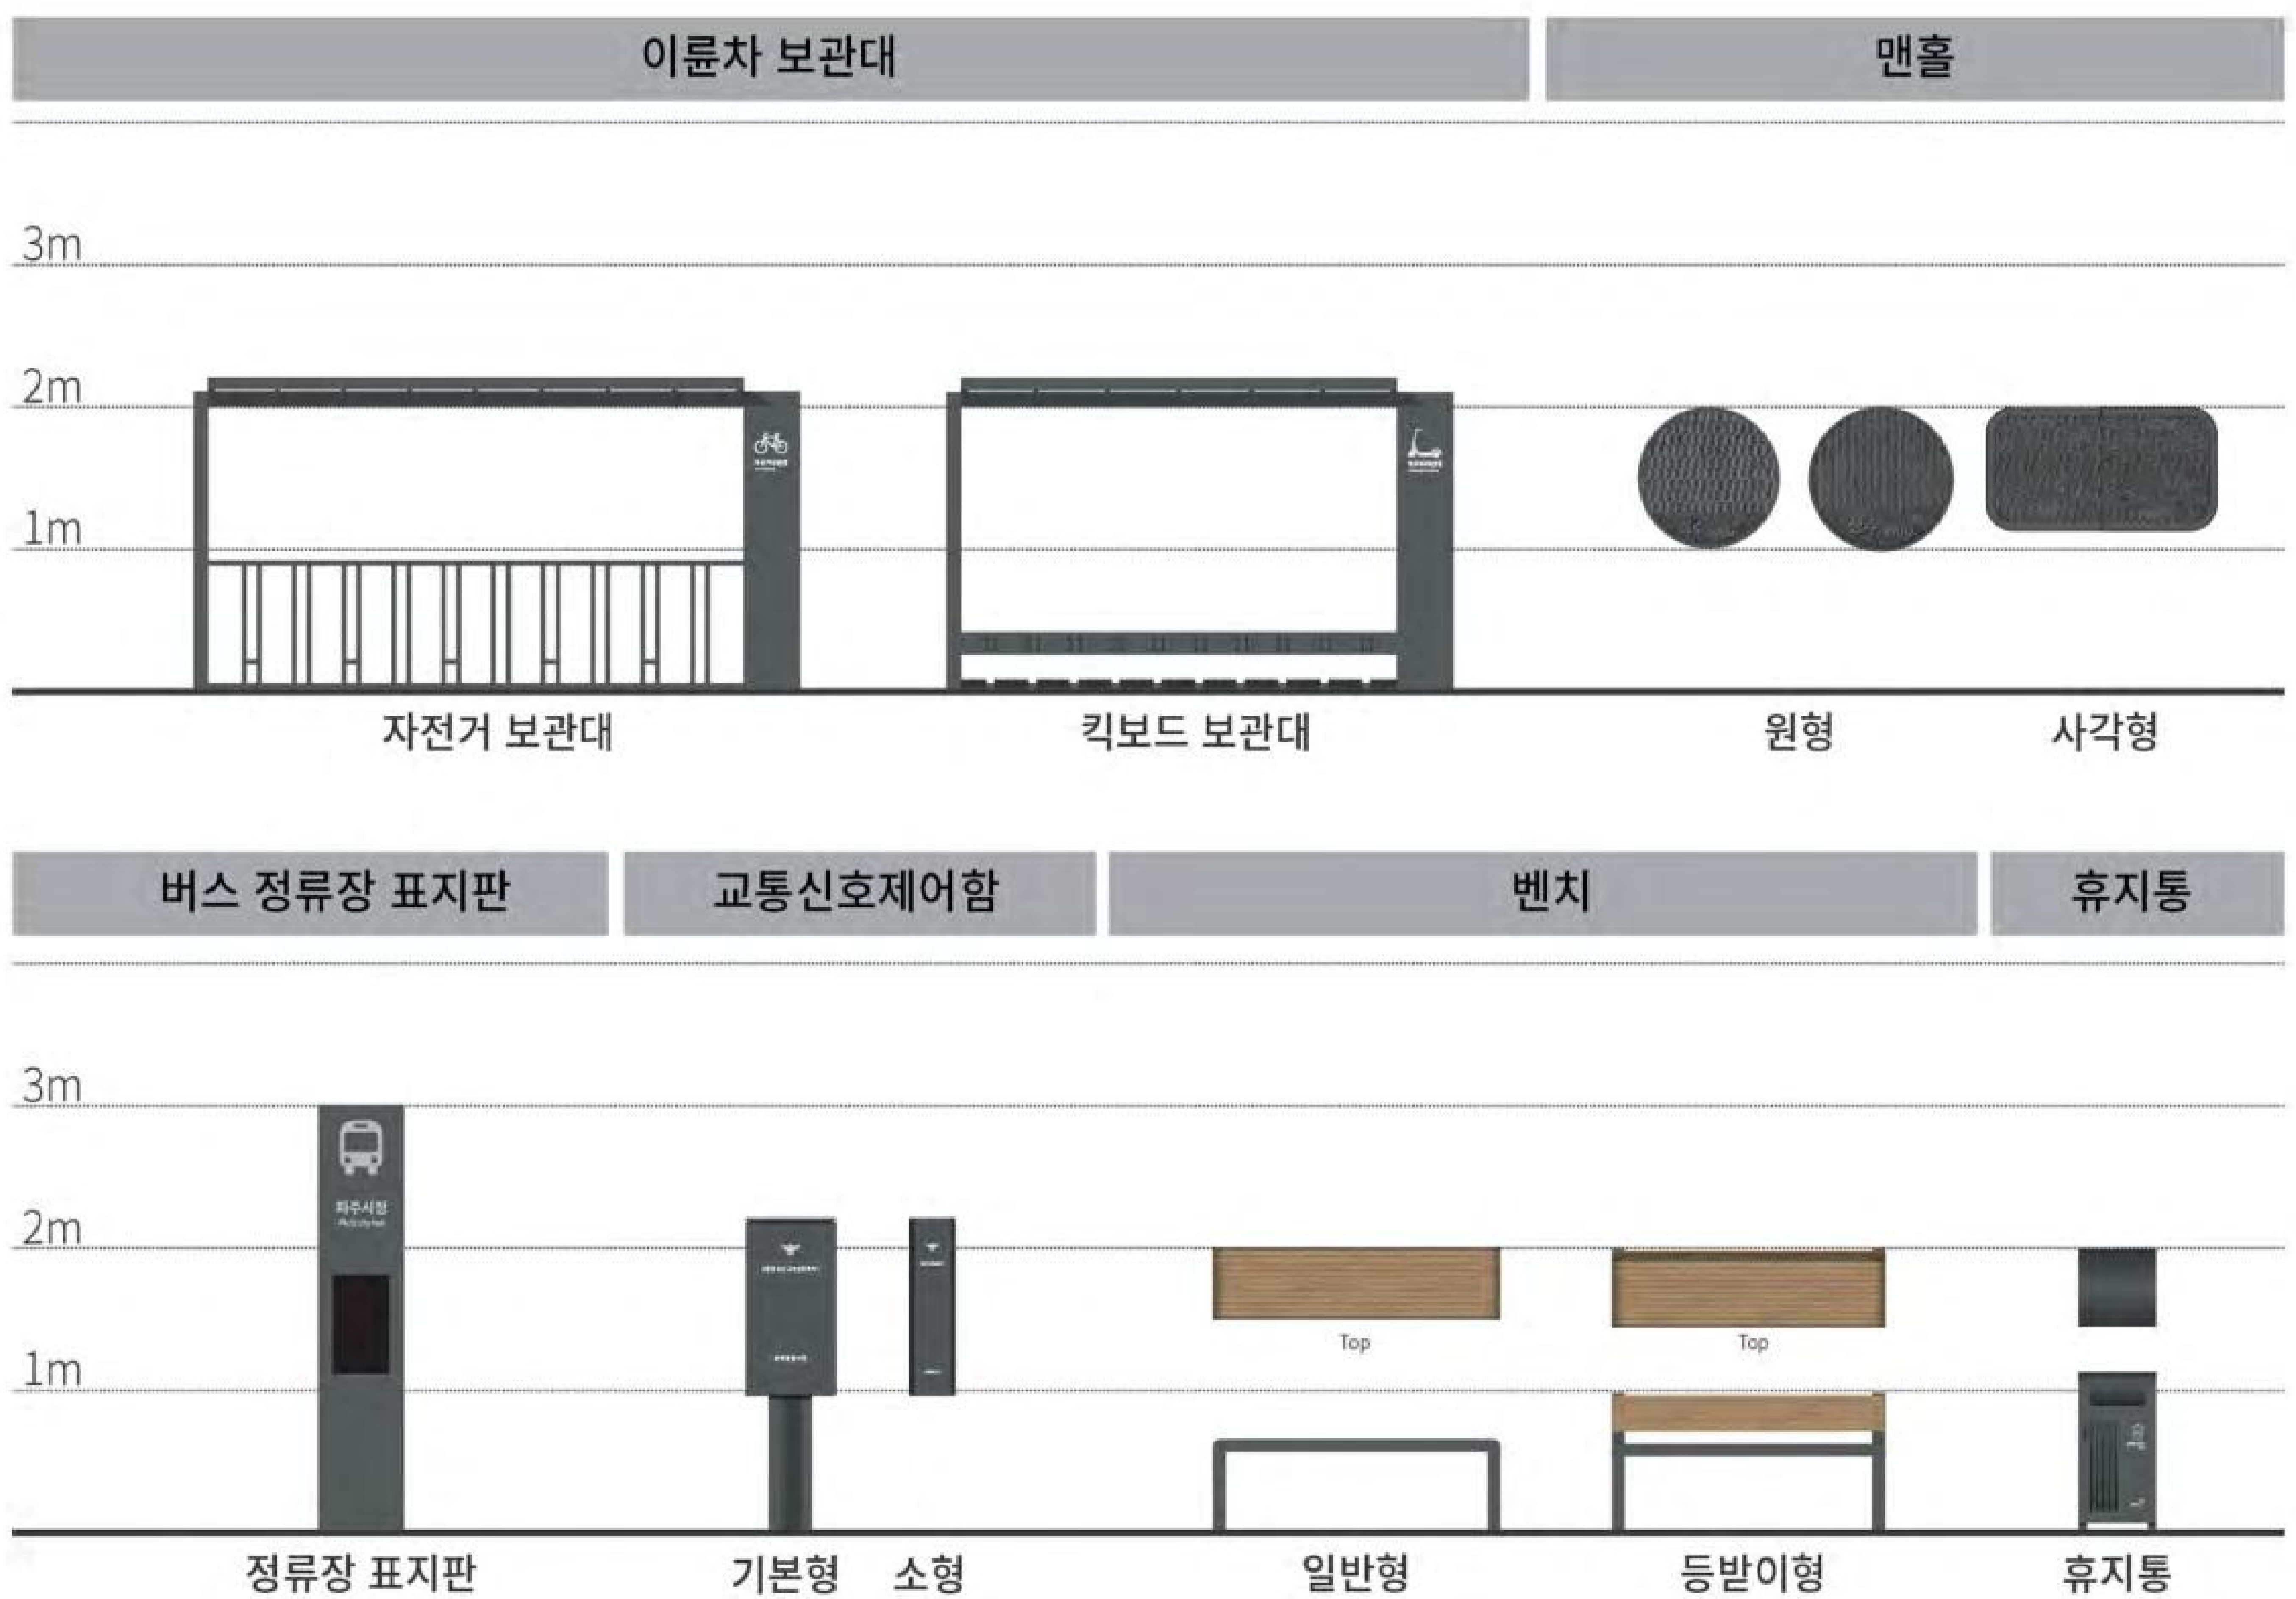 이륜차 보관대
맨홀
3m
2m
1m
자전거 보관대
킥보드 보관대
원형
사각형
버스 정류장 표지판
교통신호제어함
벤치
휴지통
3m
파주시청
2m
Top
Top
1m
정류장 표지판
기본형
소형
일반형
등받이형
휴지통